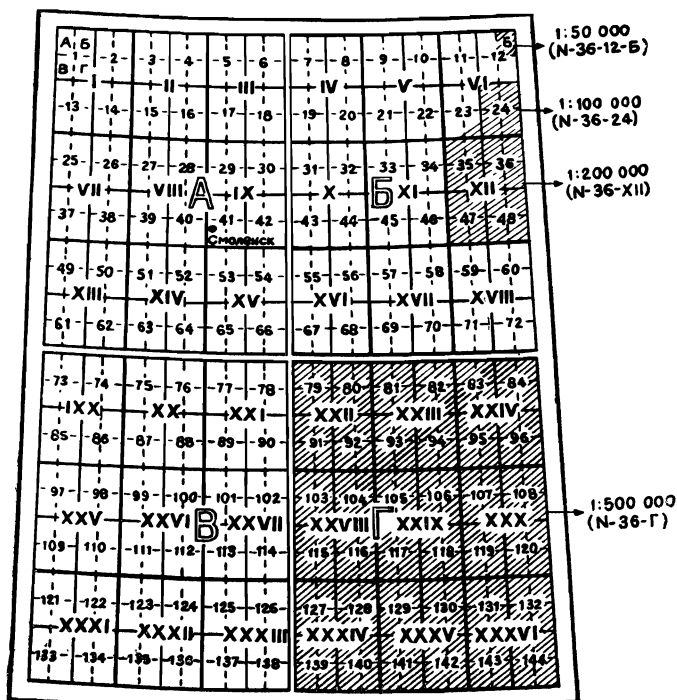 А Б 2 3 4 5 6 7 8 9 10 11 12 Б 1:50 000
(N-36-12-Б)
В Г I II III IV V VI
13 14 15 16 17 18 19 20 21 22 23 24 1:100 000
(N-36-24)
25 26 27 28 29 30 31 32 33 34 35 36
VII VIII А IX X Б XI XII 1:200 000
(N-36-XII)
37 38 39 40 41 42 43 44 45 46 47 48
Смоленск
49 50 51 52 53 54 55 56 57 58 59 60
XIII XIV XV XVI XVII XVIII
61 62 63 64 65 66 67 68 69 70 71 72
73 74 75 76 77 78 79 80 81 82 83 84
IXX XX XXI XXII XXIII XXIV
85 86 87 88 89 90 91 92 93 94 95 96
97 98 99 100 101 102 103 104 105 106 107 108
XXV XXVI В XXVII XXVIII Г XXIX XXX 1:500 000
(N-36-Г)
109 110 111 112 113 114 115 116 117 118 119 120
121 122 123 124 125 126 127 128 129 130 131 132
XXXI XXXII XXXIII XXXIV XXXV XXXVI
133 134 135 136 137 138 139 140 141 142 143 144